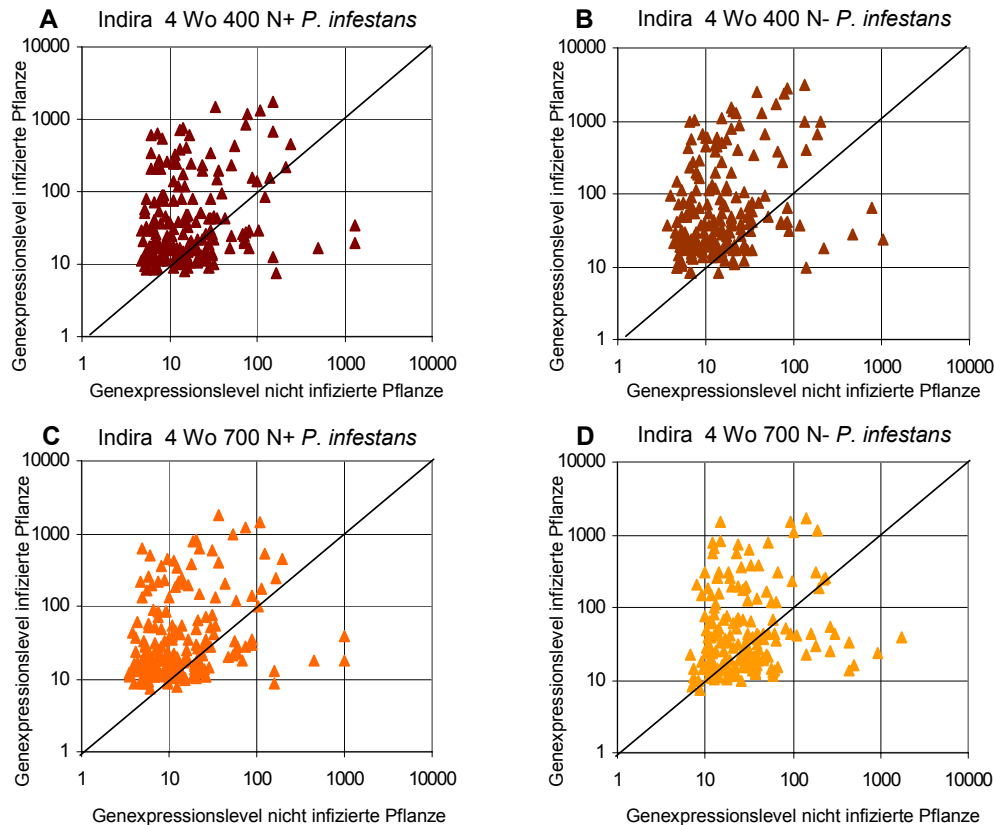 A Indira 4 Wo 400 N+ P. infestans
10000
1000
100
10
1
1 10 100 1000 10000
Genexpressionslevel infizierte Pflanze
Genexpressionslevel nicht infizierte Pflanze
B Indira 4 Wo 400 N- P. infestans
10000
1000
100
10
1
1 10 100 1000 10000
Genexpressionslevel infizierte Pflanze
Genexpressionslevel nicht infizierte Pflanze
C Indira 4 Wo 700 N+ P. infestans
10000
1000
100
10
1
1 10 100 1000 10000
Genexpressionslevel infizierte Pflanze
Genexpressionslevel nicht infizierte Pflanze
D Indira 4 Wo 700 N- P. infestans
10000
1000
100
10
1
1 10 100 1000 10000
Genexpressionslevel infizierte Pflanze
Genexpressionslevel nicht infizierte Pflanze